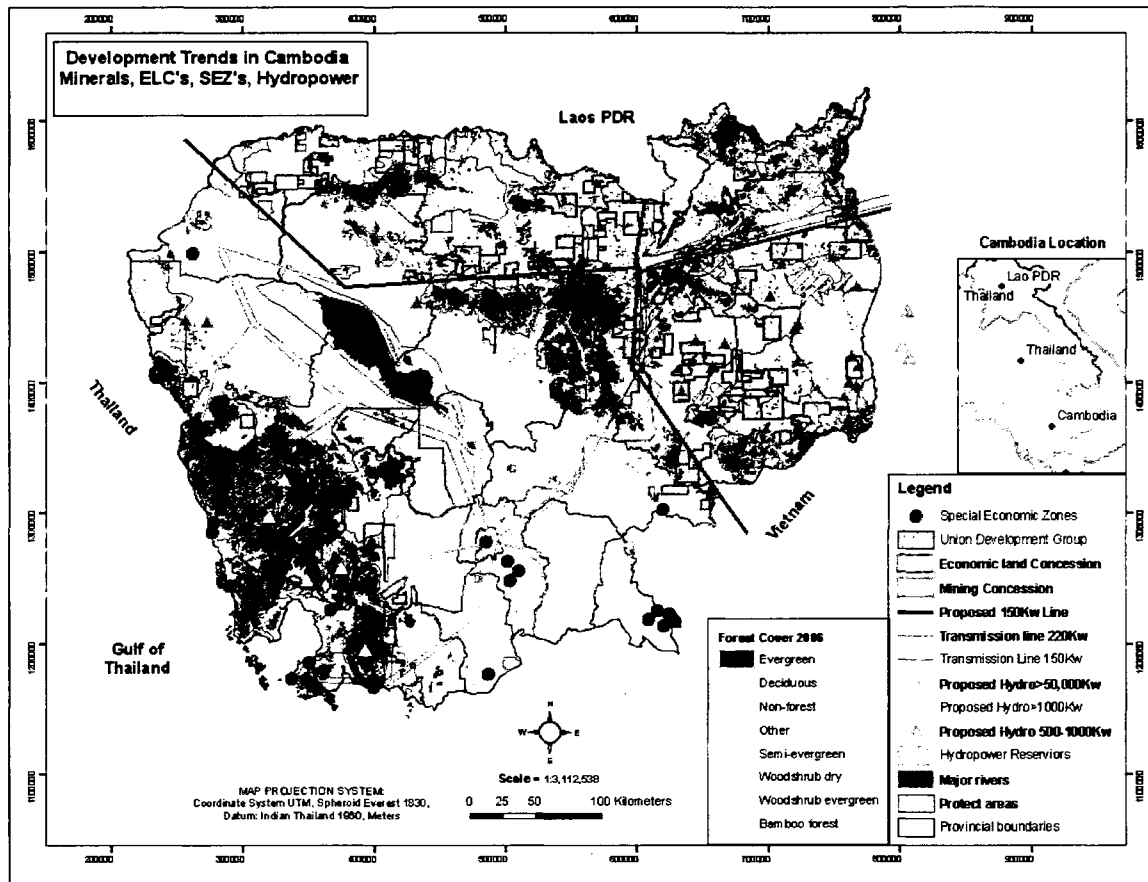 Development Trends in Cambodia
Minerals, ELC's, SEZ's, Hydropower
Laos PDR
Thailand
Vietnam
Gulf of
Thailand
Cambodia Location
Lao PDR
Thailand
Thailand
Cambodia
Legend
Special Economic Zones
Union Development Group
Economic land Concession
Mining Concession
Proposed 150Kw Line
Transmission line 220Kw
Transmission Line 150Kw
Proposed Hydro>50,000Kw
Proposed Hydro>1000Kw
Proposed Hydro 500-1000Kw
Hydropower Reserviors
Major rivers
Protect areas
Provincial boundaries
Forest Cover 2006
Evergreen
Deciduous
Non-forest
Other
Semi-evergreen
Woodshrub dry
Woodshrub evergreen
Bamboo forest
N
W E
S
Scale = 1:3,112,538
0 25 50 100 Kilometers
MAP PROJECTION SYSTEM:
Coordinate System UTM, Spheroid Everest 1830,
Datum: Indian Thailand 1960, Meters